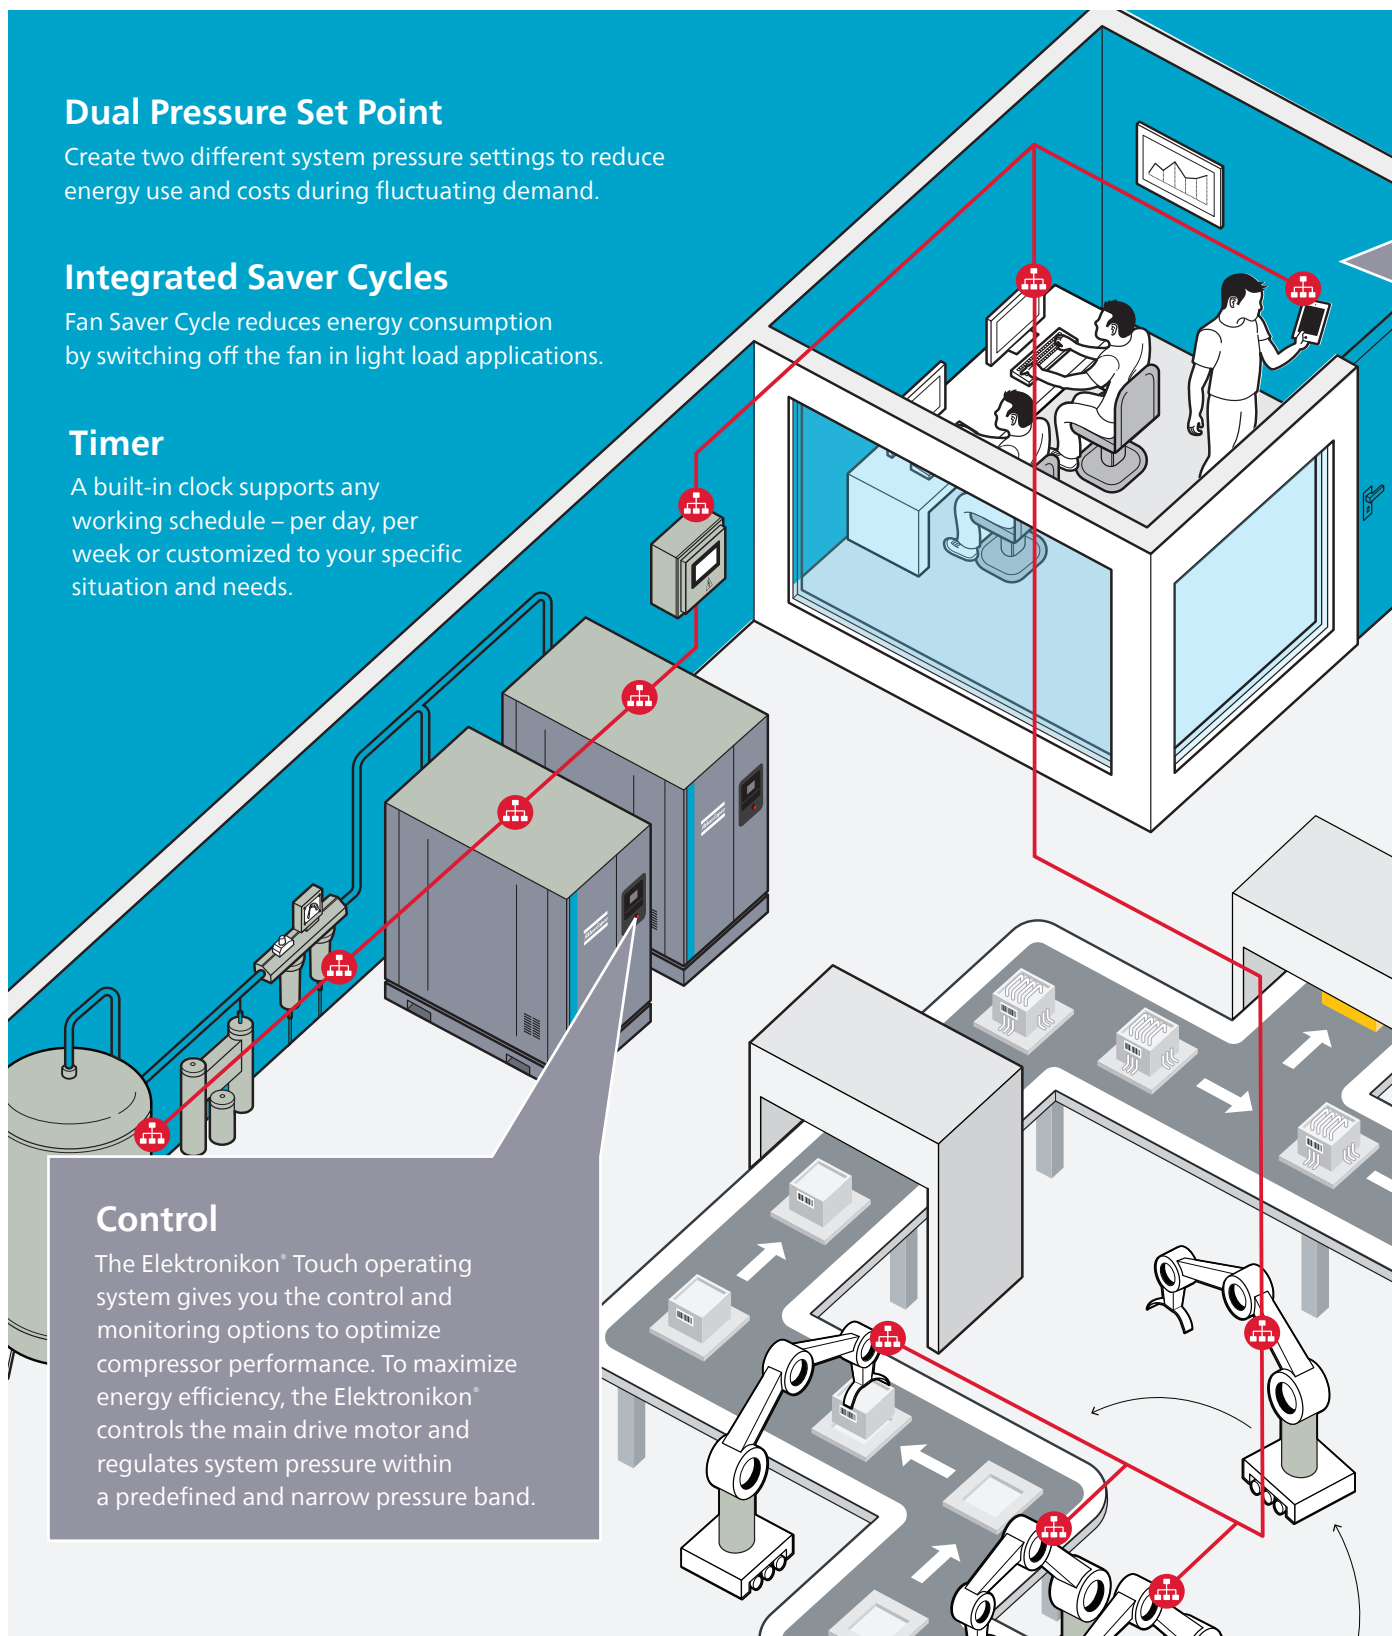 Dual Pressure Set Point
Create two different system pressure settings to reduce
energy use and costs during fluctuating demand.
Integrated Saver Cycles
Fan Saver Cycle reduces energy consumption
by switching off the fan in light load applications.
Timer
A built-in clock supports any
working schedule – per day, per
week or customized to your specific
situation and needs.
Control
The Elektronikon® Touch operating
system gives you the control and
monitoring options to optimize
compressor performance. To maximize
energy efficiency, the Elektronikon®
controls the main drive motor and
regulates system pressure within
a predefined and narrow pressure band.